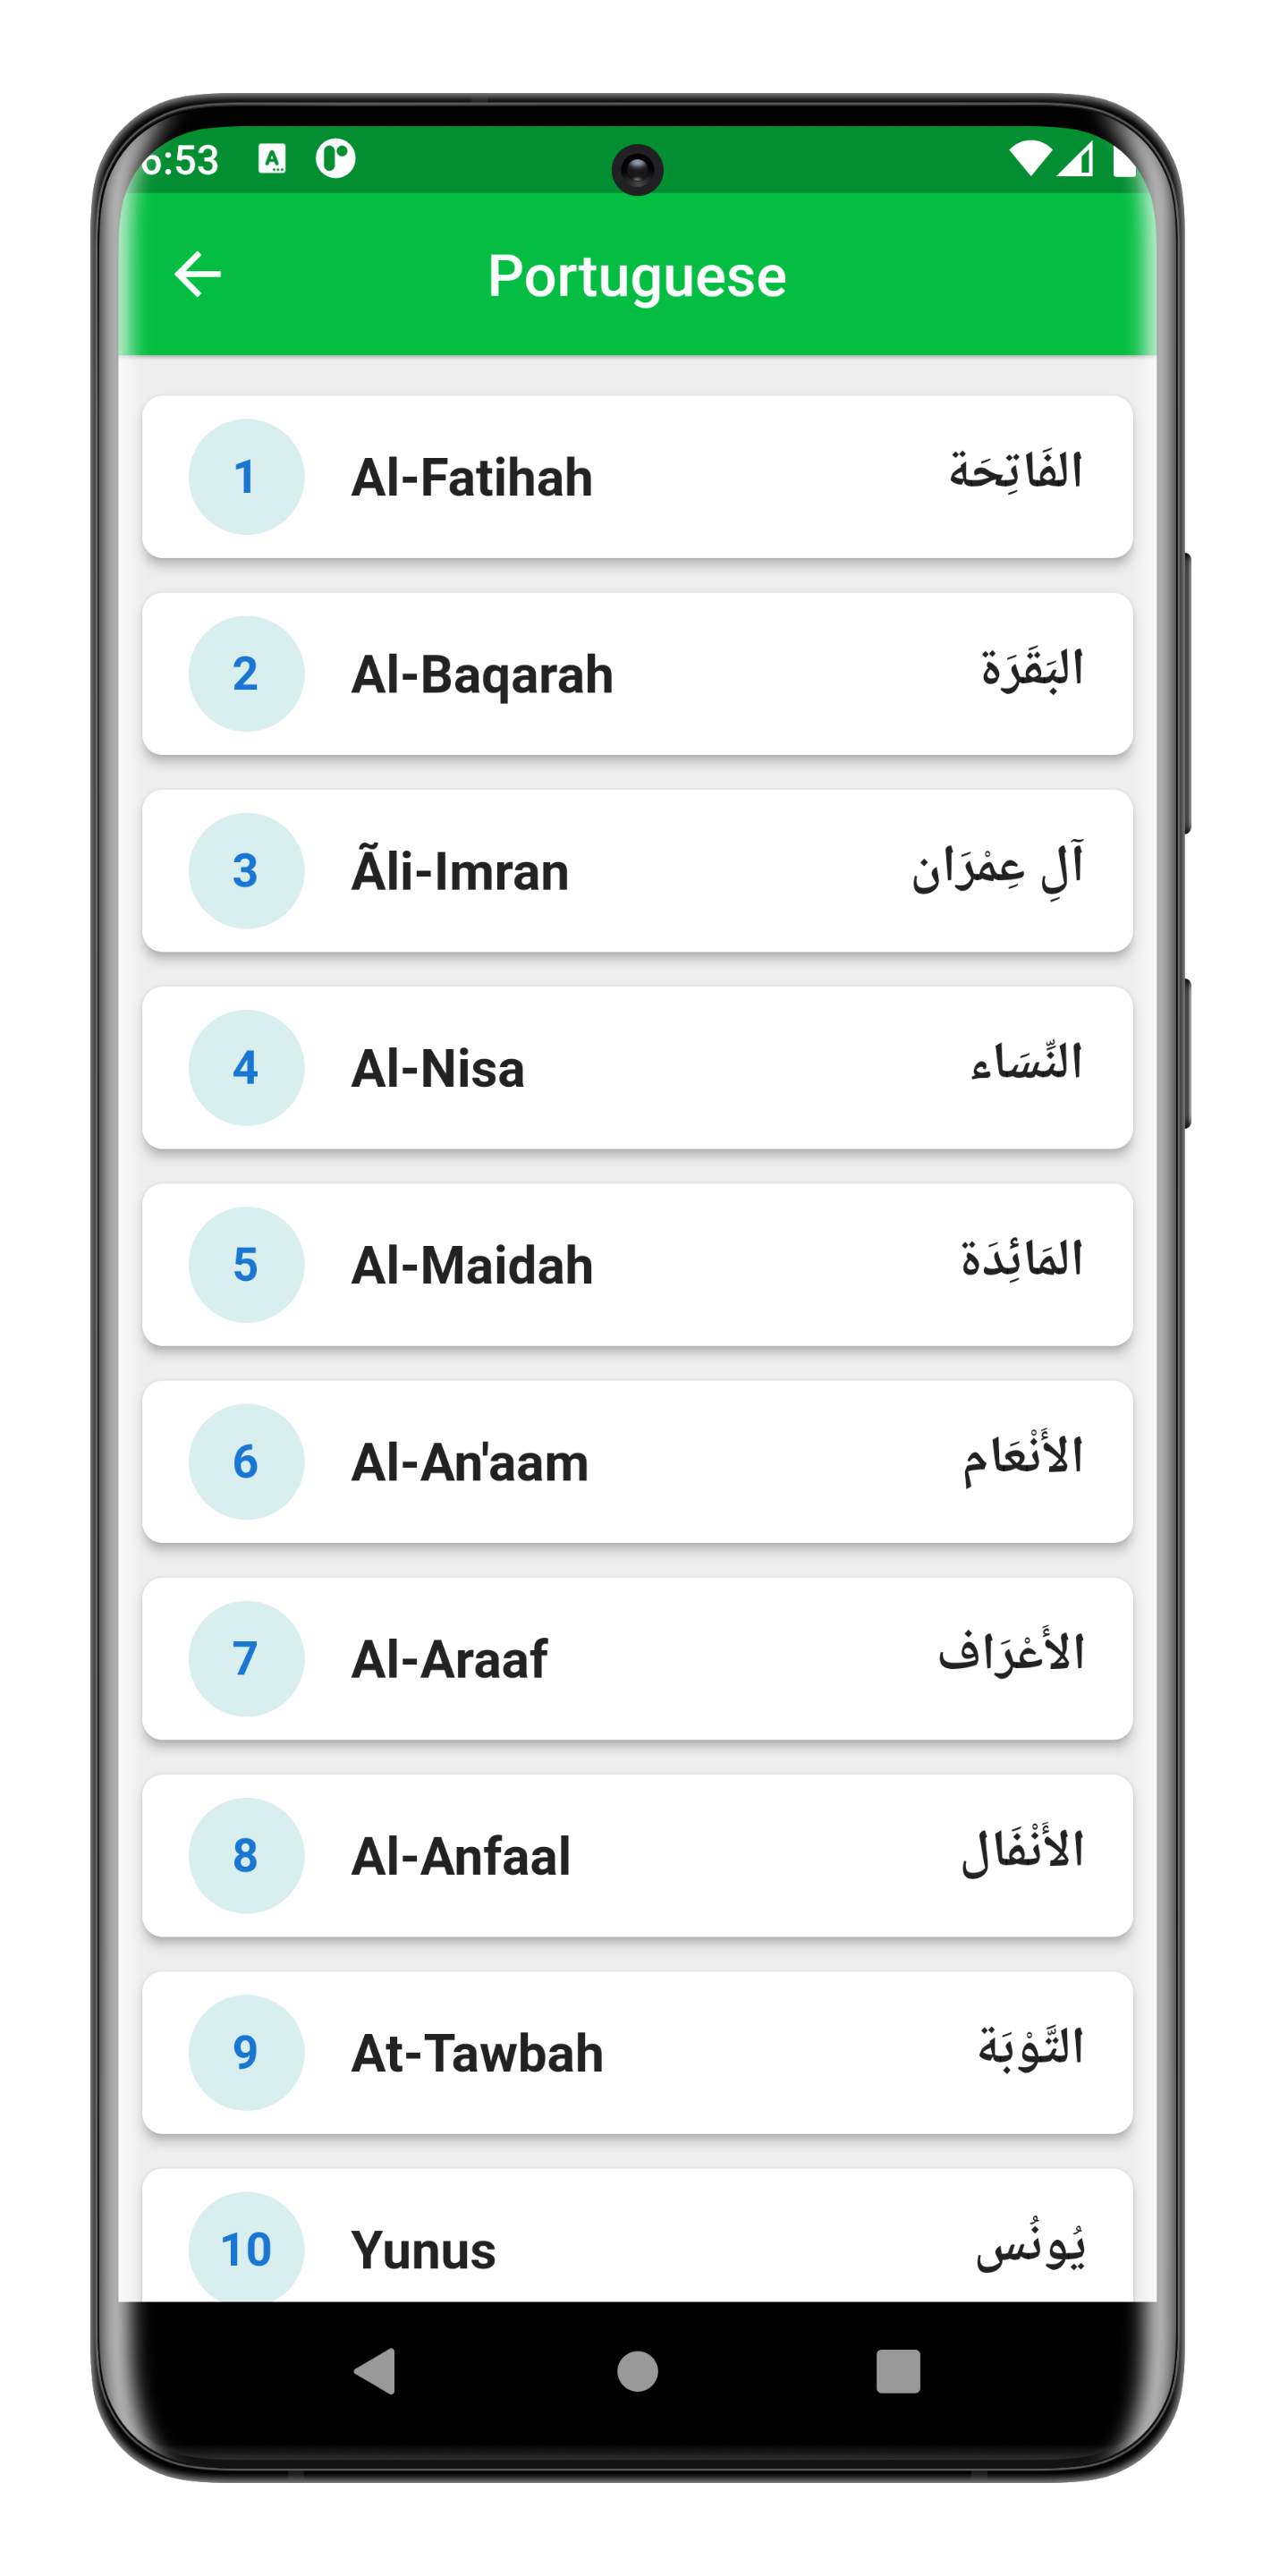 6:53
Portuguese
1 Al-Fatihah الفَاتِحَة
2 Al-Baqarah البَقَرَة
3 Ãli-Imran آلِ عِمْرَان
4 Al-Nisa النِّسَاء
5 Al-Maidah المَائِدَة
6 Al-An'aam الأَنْعَام
7 Al-Araaf الأَعْرَاف
8 Al-Anfaal الأَنْفَال
9 At-Tawbah التَّوْبَة
10 Yunus يُونُس